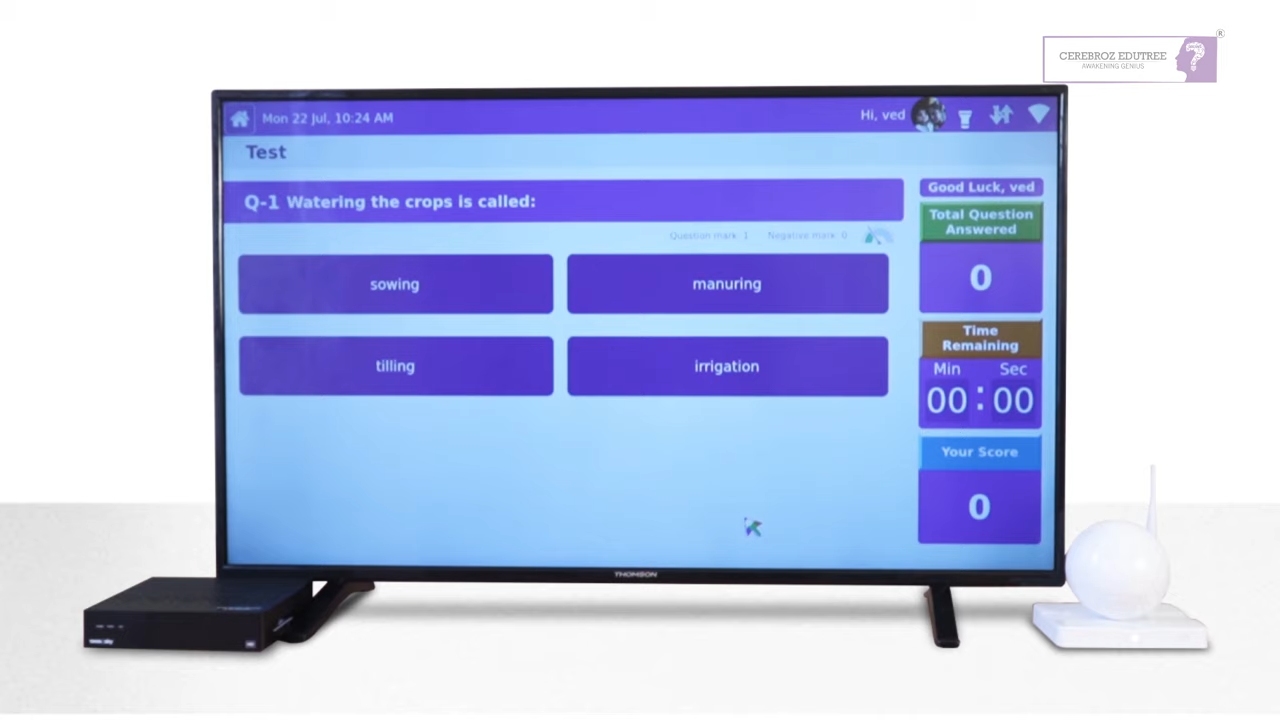 CEREBROZ EDUTREE
AWAKENING GENIUS
®
Mon 22 Jul, 10:24 AM
Hi, ved
Test
Q-1 Watering the crops is called:
Question mark: 1 Negative mark: 0
sowing
manuring
tilling
irrigation
Good Luck, ved
Total Question
Answered
0
Time
Remaining
Min Sec
00:00
Your Score
0
THOMSON